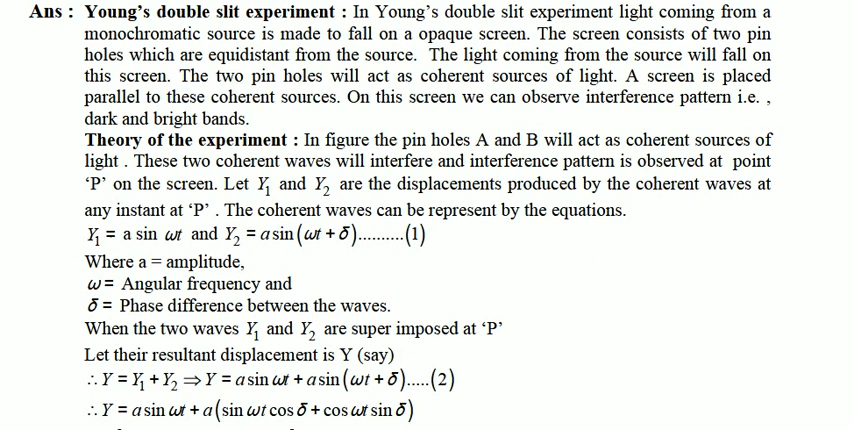 Ans : Young's double slit experiment : In Young's double slit experiment light coming from a
monochromatic source is made to fall on a opaque screen. The screen consists of two pin
holes which are equidistant from the source. The light coming from the source will fall on
this screen. The two pin holes will act as coherent sources of light. A screen is placed
parallel to these coherent sources. On this screen we can observe interference pattern i.e. ,
dark and bright bands.
Theory of the experiment : In figure the pin holes A and B will act as coherent sources of
light . These two coherent waves will interfere and interference pattern is observed at point
'P' on the screen. Let Y₁ and Y₂ are the displacements produced by the coherent waves at
any instant at 'P' . The coherent waves can be represent by the equations.
Y₁ = a sin ωt and Y₂ = a sin(ωt + δ)..........(1)
Where a = amplitude,
ω = Angular frequency and
δ = Phase difference between the waves.
When the two waves Y₁ and Y₂ are super imposed at 'P'
Let their resultant displacement is Y (say)
∴ Y = Y₁ + Y₂ ⇒ Y = a sin ωt + a sin(ωt + δ).....(2)
∴ Y = a sin ωt + a(sin ωt cos δ + cos ωt sin δ)